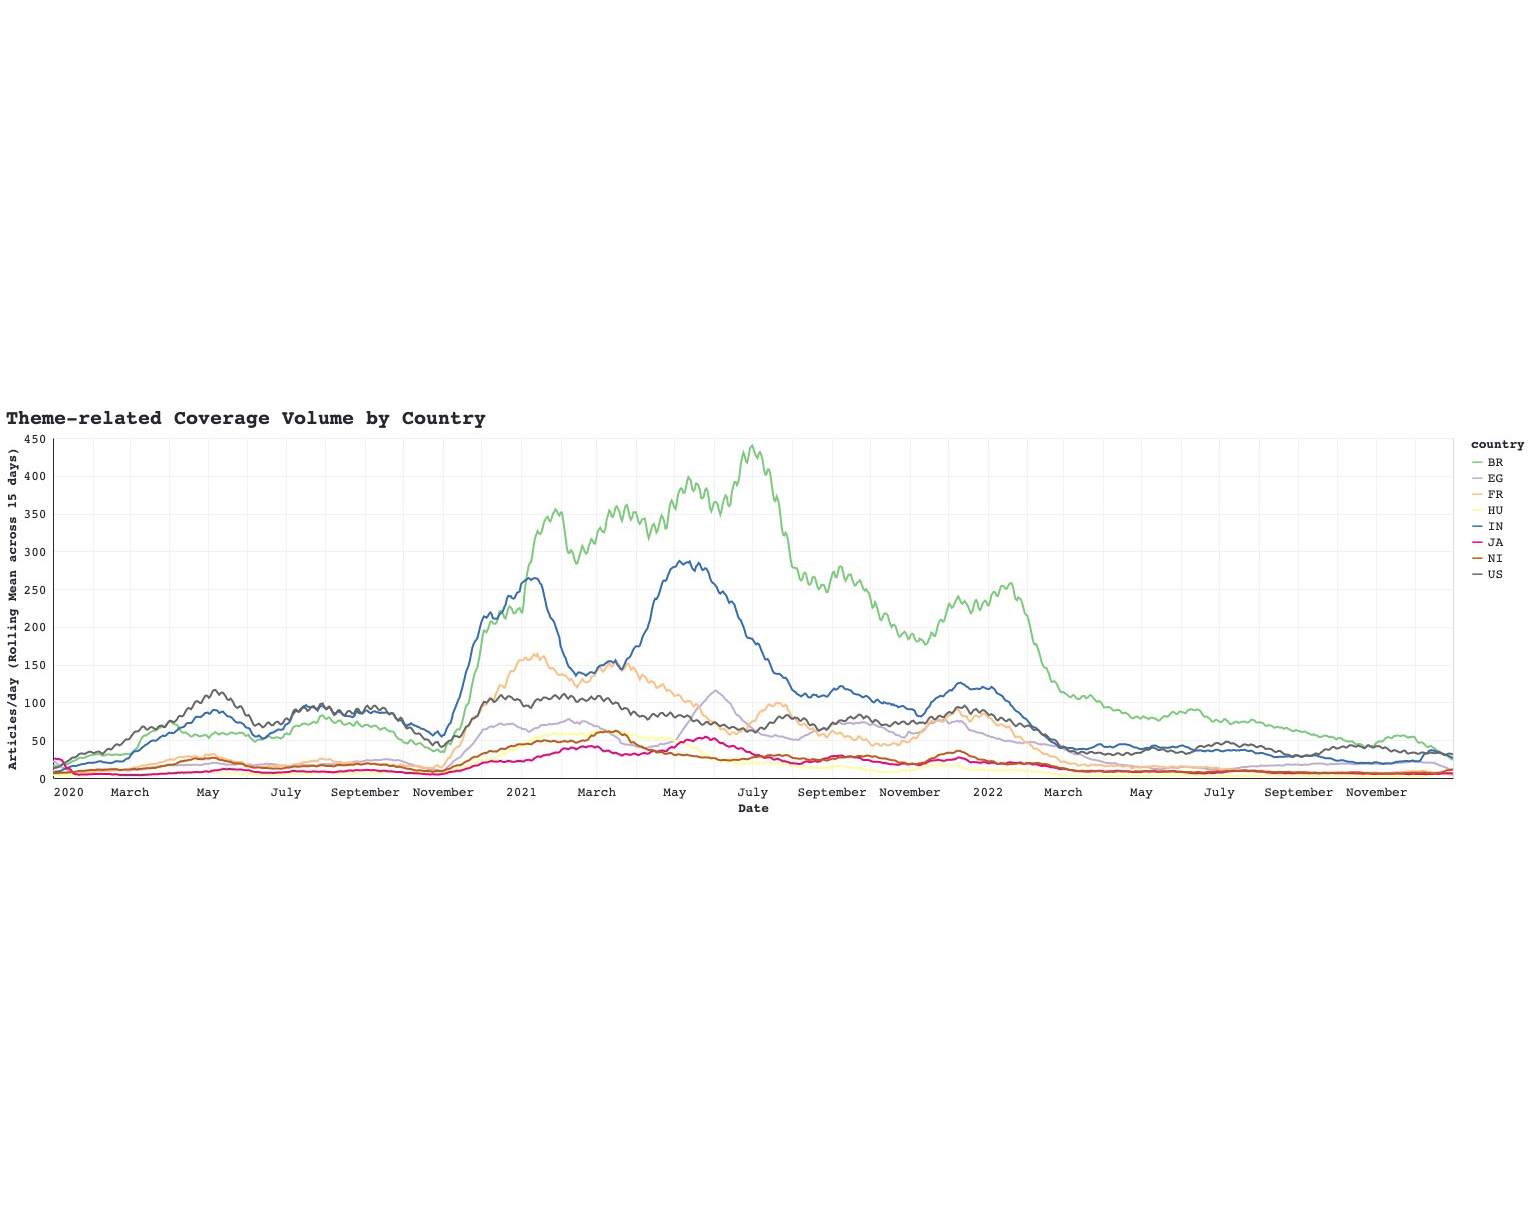 Theme-related Coverage Volume by Country
Articles/day (Rolling Mean across 15 days)
450
400
350
300
250
200
150
100
50
0
2020 March May July September November 2021 March May July September November 2022 March May July September November
Date
country
BR
EG
FR
HU
IN
JA
NI
US